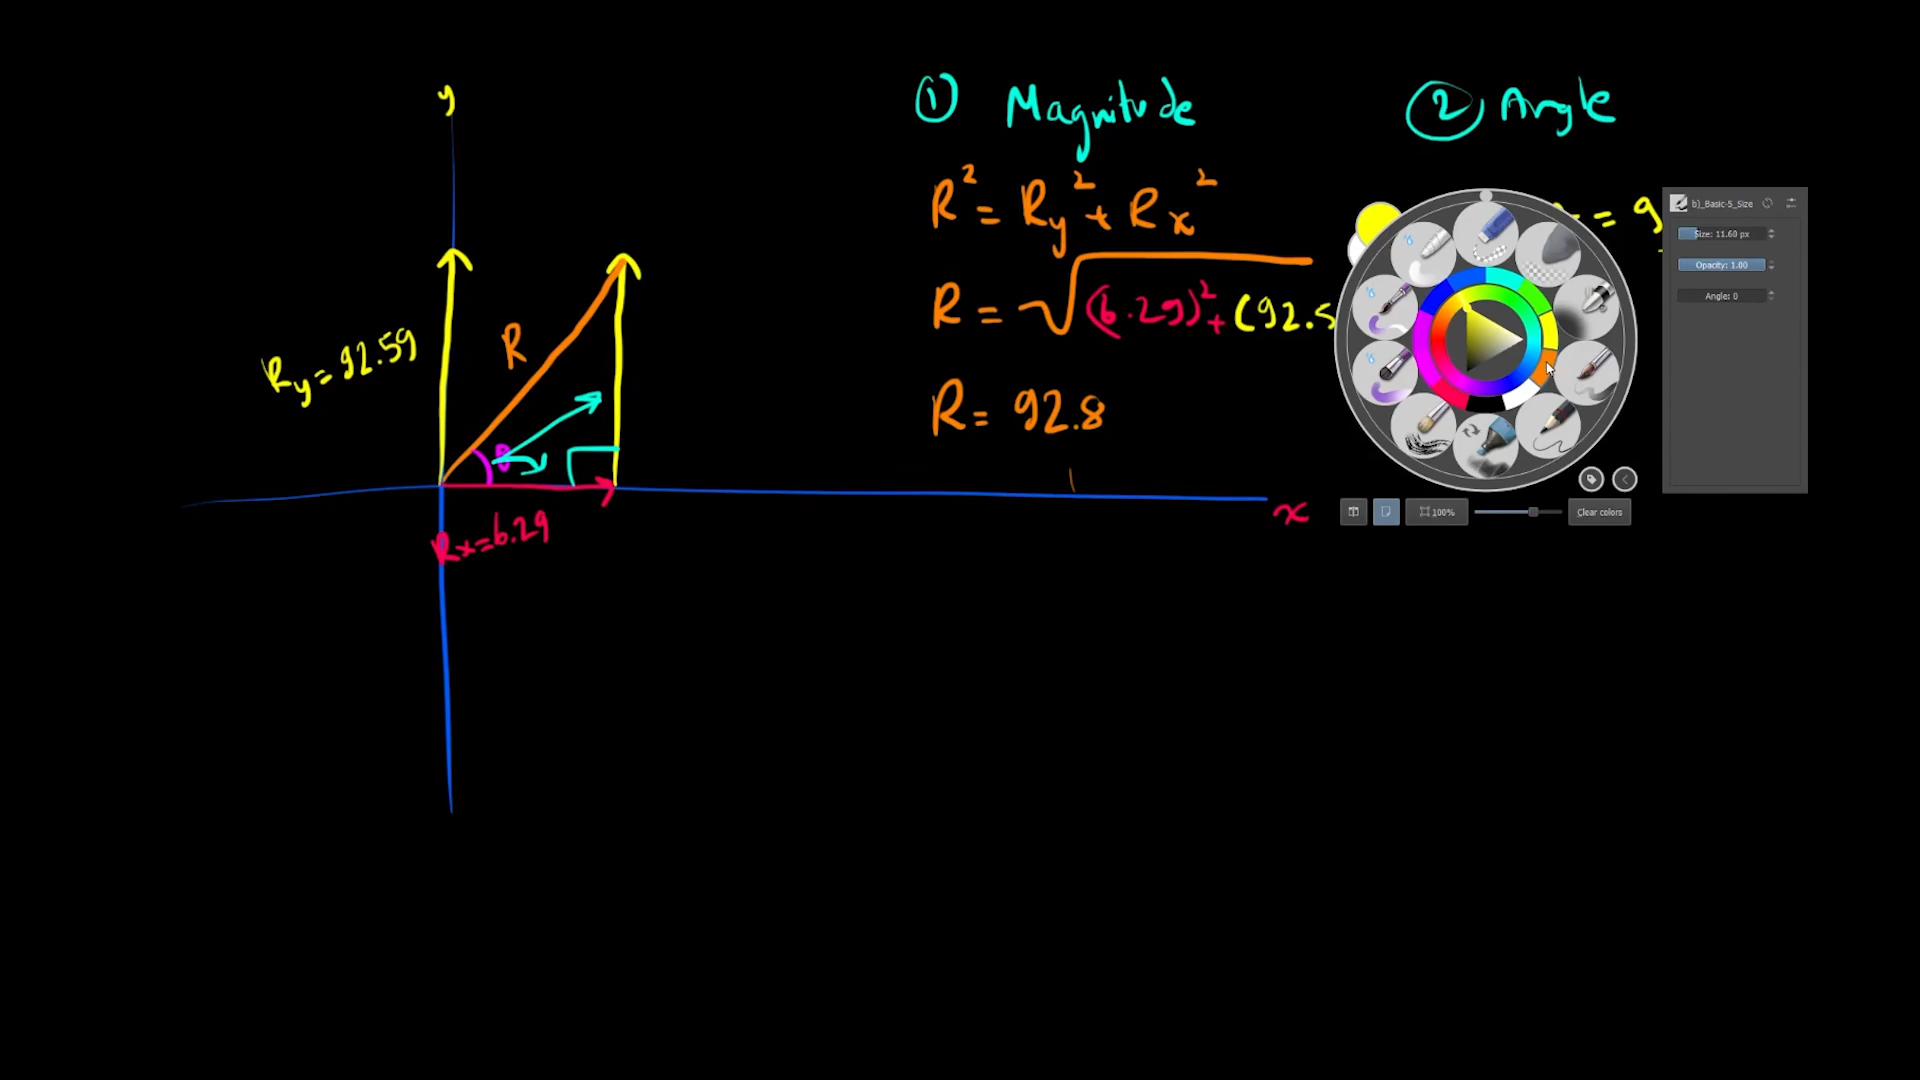 y
① Magnitude
② Angle
R² = Ry² + Rx²
= 9
b)_Basic-5_Size
Size: 11.60 px
Opacity: 1.00
Angle: 0
R = √(6.29)² + (92.5
R
Ry = 92.59
R = 92.8
θ
x
Rx = 6.29
100%
Clear colors